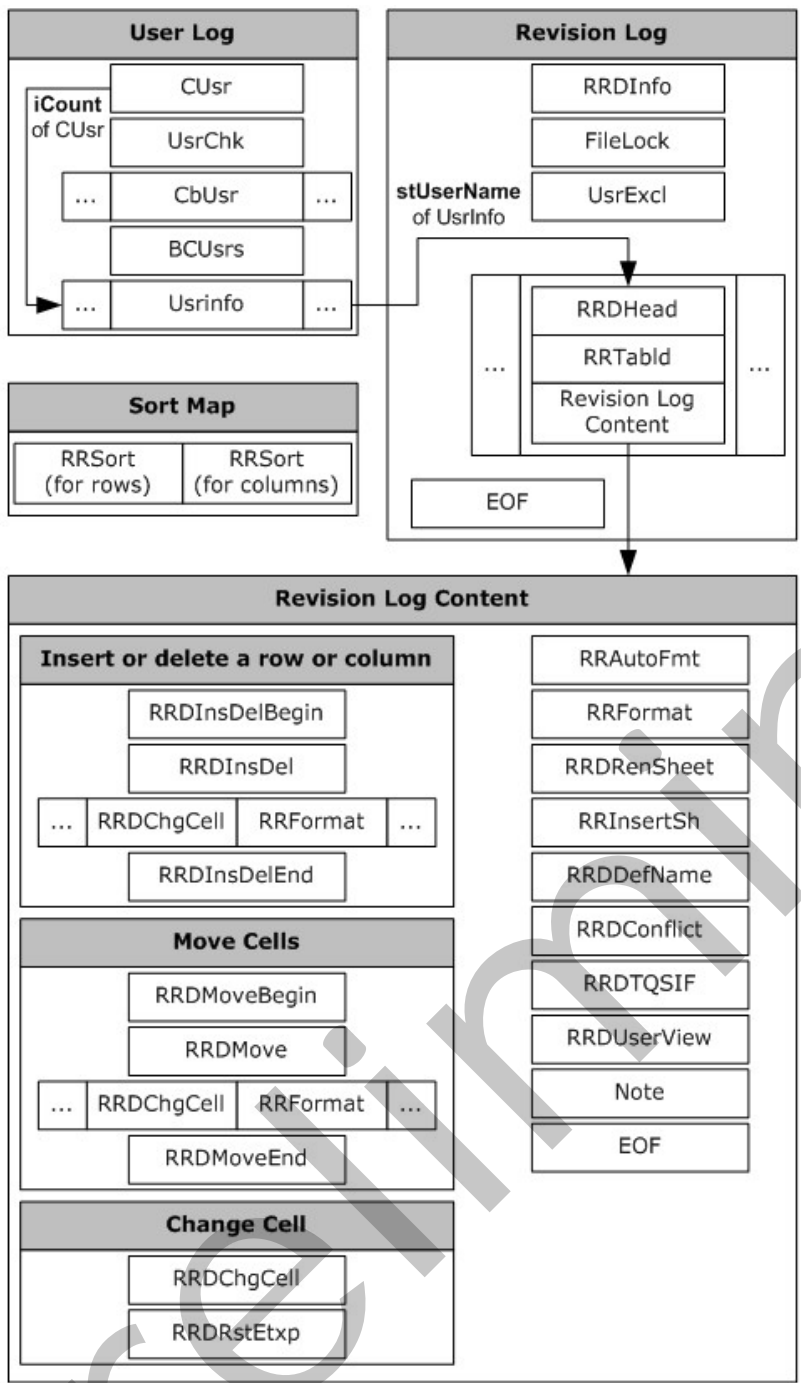 User Log
CUsr
iCount
of CUsr
UsrChk
... CbUsr ...
BCUsrs
... Usrinfo ...
Revision Log
RRDInfo
FileLock
UsrExcl
stUserName
of UsrInfo
RRDHead
... RRTabId ...
Revision Log
Content
EOF
Sort Map
RRSort RRSort
(for rows) (for columns)
Revision Log Content
Insert or delete a row or column
RRDInsDelBegin
RRDInsDel
... RRDChgCell RRFormat ...
RRDInsDelEnd
Move Cells
RRDMoveBegin
RRDMove
... RRDChgCell RRFormat ...
RRDMoveEnd
Change Cell
RRDChgCell
RRDRstEtxp
RRAutoFmt
RRFormat
RRDRenSheet
RRInsertSh
RRDDefName
RRDConflict
RRDTQSIF
RRDUserView
Note
EOF